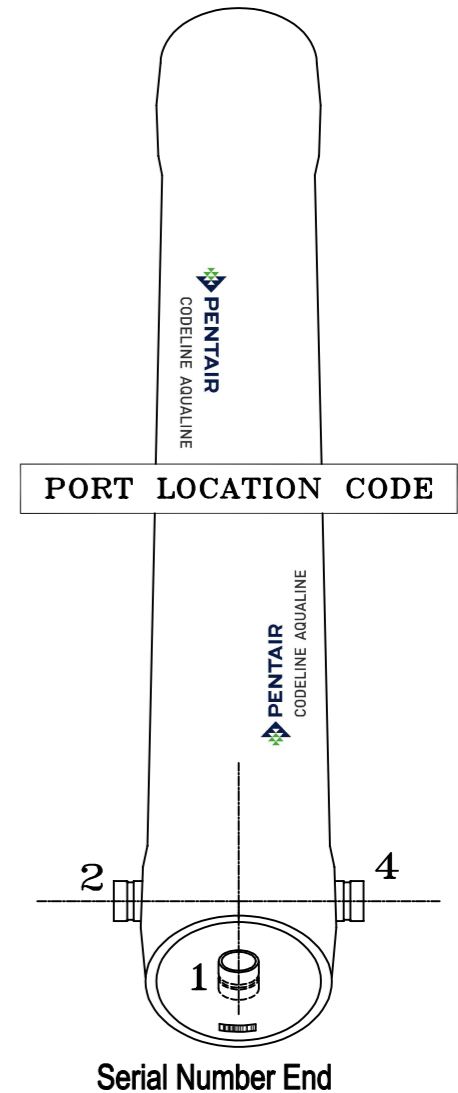 PENTAIR
CODELINE AQUALINE
PORT LOCATION CODE
PENTAIR
CODELINE AQUALINE
2
4
1
Serial Number End